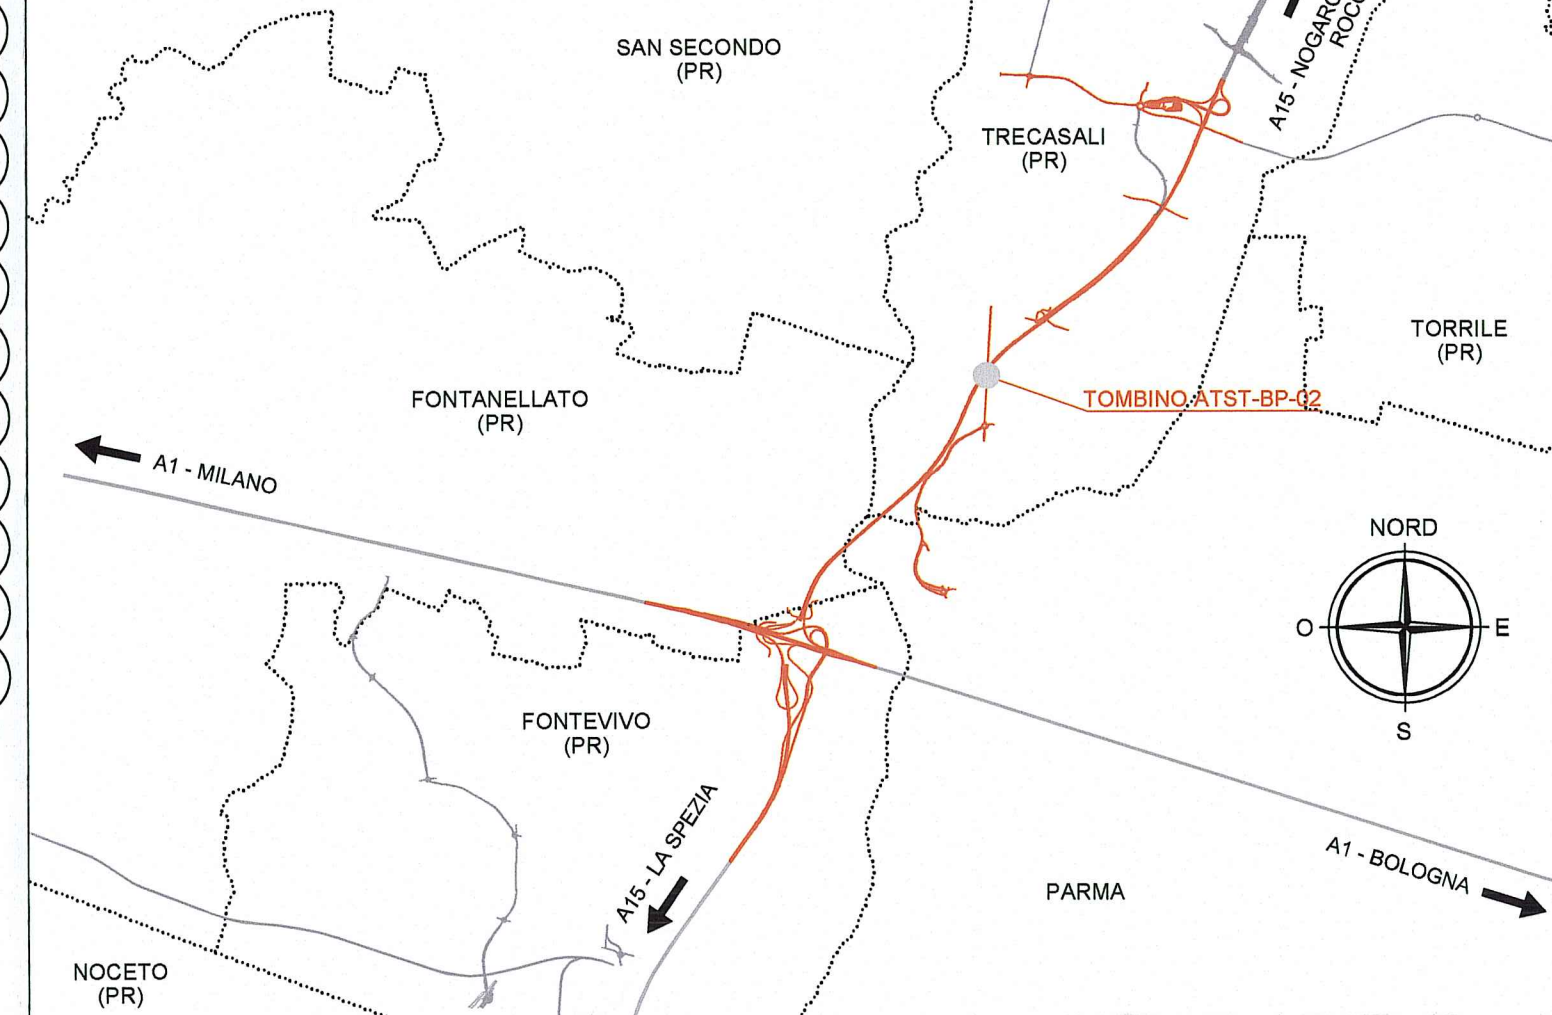 SAN SECONDO
(PR)
A15 - NOGARO
TRECASALI
(PR)
TORRILE
(PR)
FONTANELLATO
(PR)
TOMBINO ATST-BP-02
A1 - MILANO
NORD
O
E
S
FONTEVIVO
(PR)
A15 - LA SPEZIA
A1 - BOLOGNA
PARMA
NOCETO
(PR)